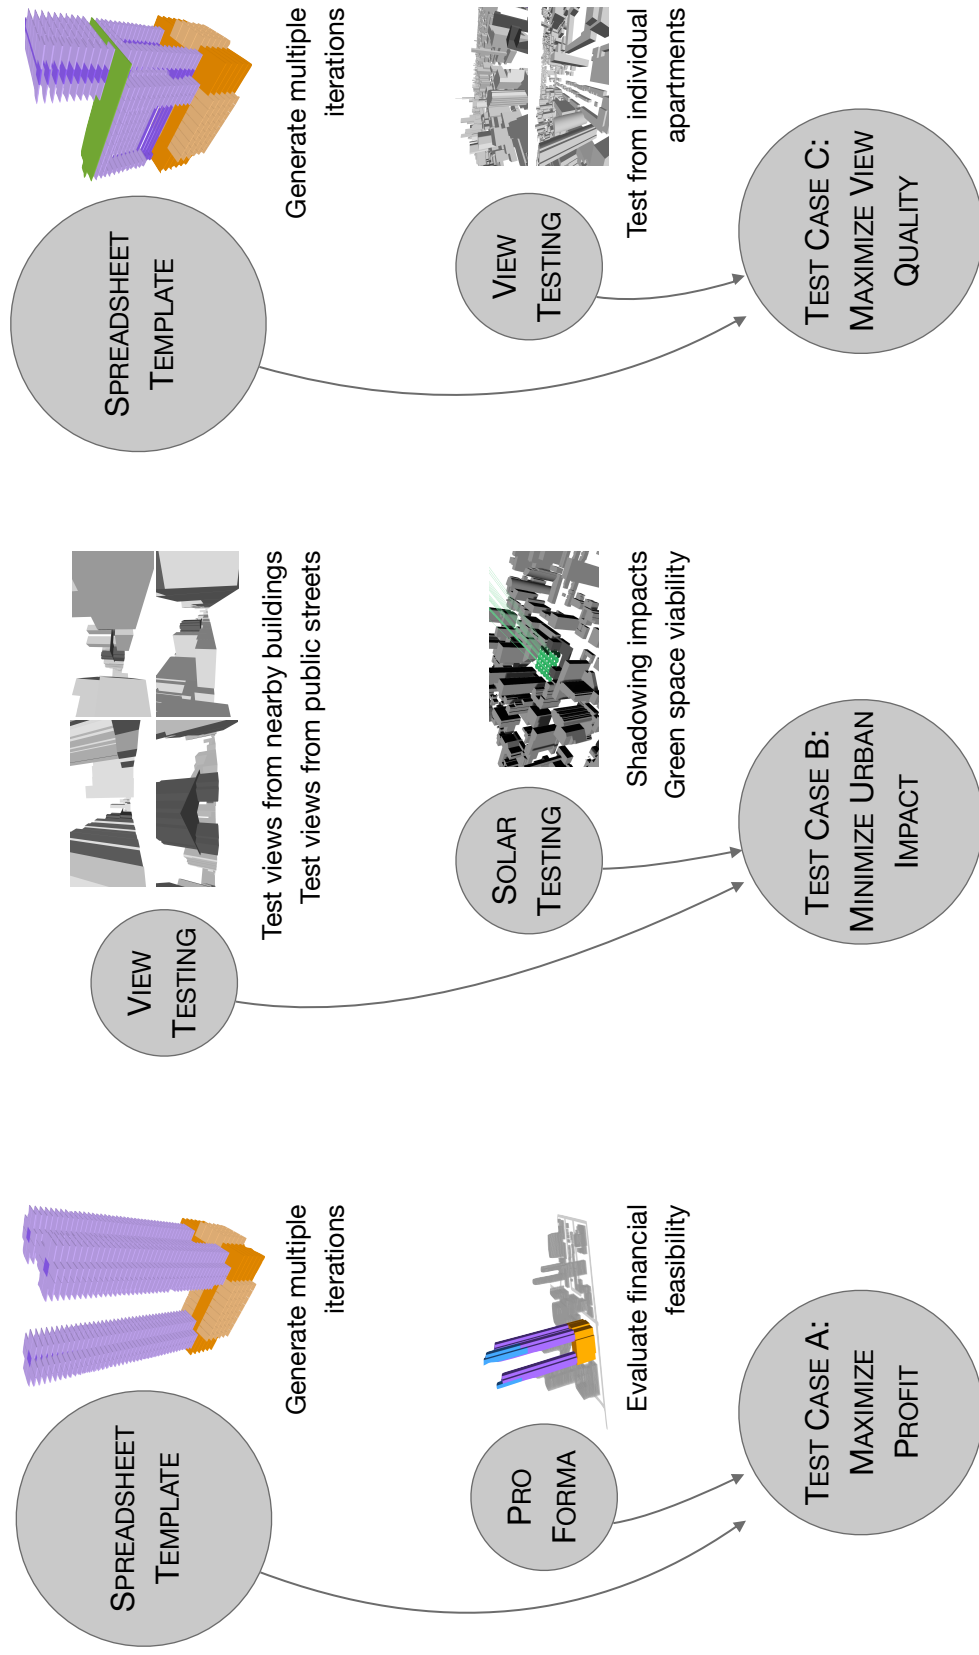 SPREADSHEET
TEMPLATE
Generate multiple
iterations
PRO
FORMA
Evaluate financial
feasibility
TEST CASE A:
MAXIMIZE
PROFIT
VIEW
TESTING
Test views from nearby buildings
Test views from public streets
SOLAR
TESTING
Shadowing impacts
Green space viability
TEST CASE B:
MINIMIZE URBAN
IMPACT
SPREADSHEET
TEMPLATE
Generate multiple
iterations
VIEW
TESTING
Test from individual
apartments
TEST CASE C:
MAXIMIZE VIEW
QUALITY